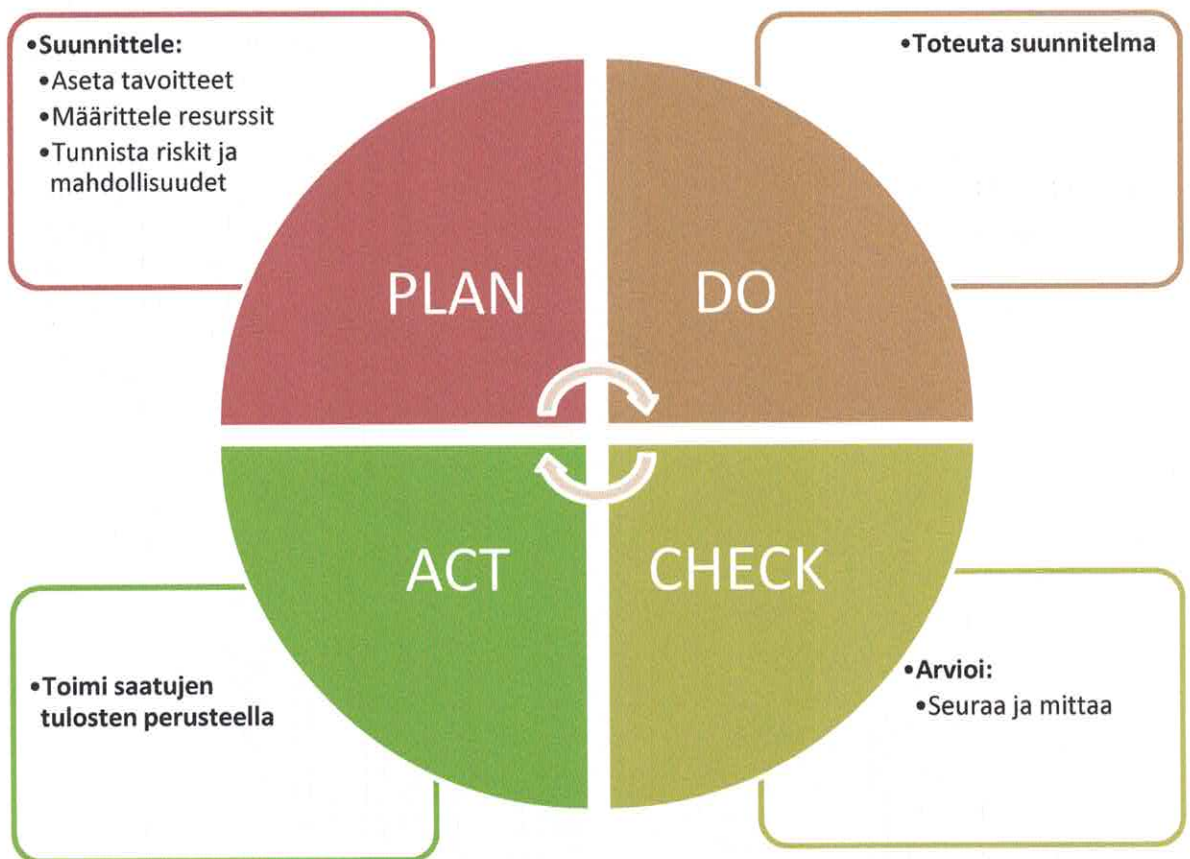 •Suunnittele:
•Aseta tavoitteet
•Määrittele resurssit
•Tunnista riskit ja
mahdollisuudet
•Toteuta suunnitelma
PLAN
DO
ACT
CHECK
•Toimi saatujen
tulosten perusteella
•Arvioi:
•Seuraa ja mittaa